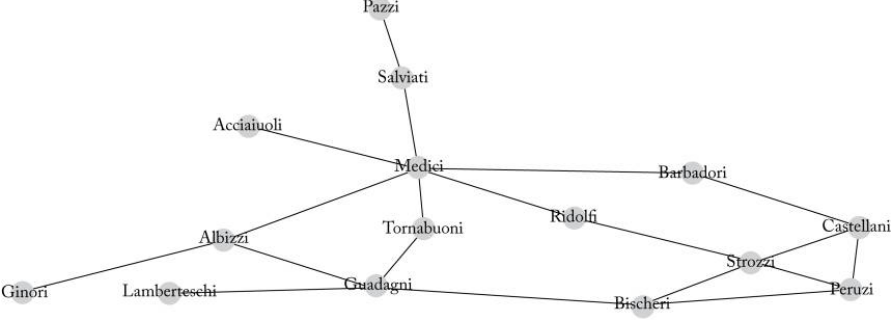 Pazzi
Salviati
Acciaiuoli
Medici
Barbadori
Ridolfi
Castellani
Tornabuoni
Albizzi
Strozzi
Guadagni
Peruzi
Ginori
Lamberteschi
Bischeri